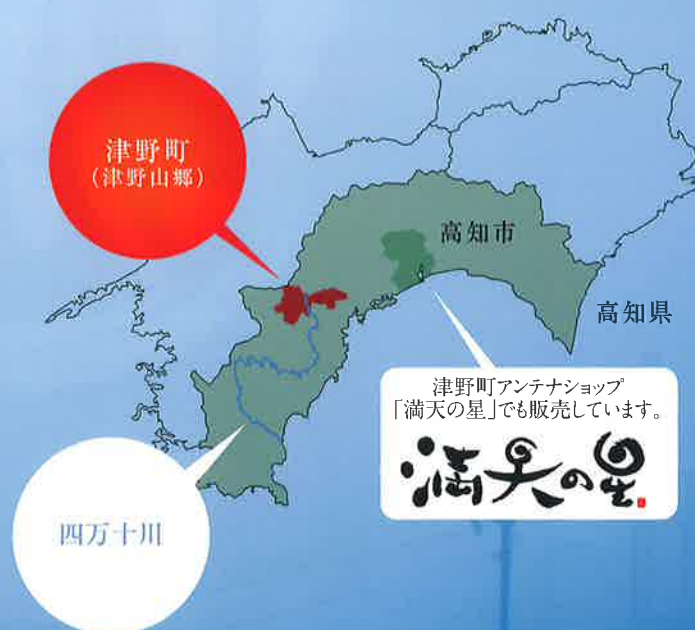 津野町
(津野山郷)
高知市
高知県
津野町アンテナショップ
「満天の星」でも販売しています。
満天の星
四万十川